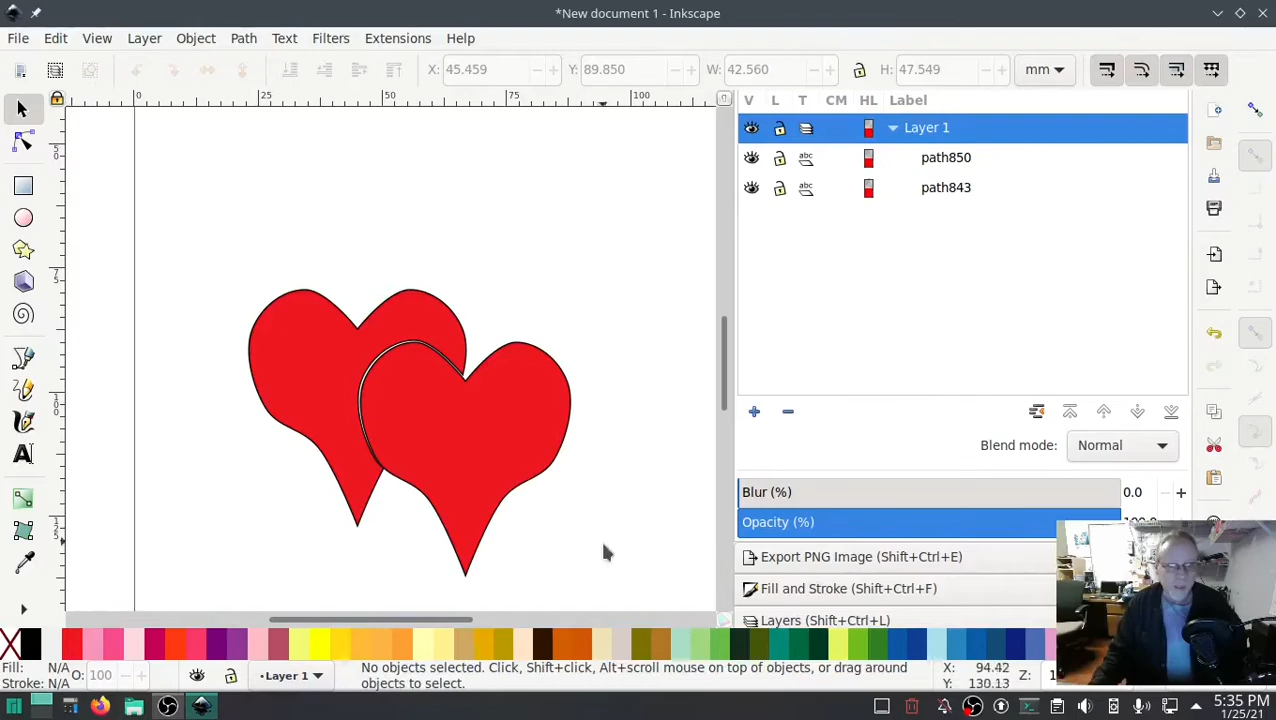 *New document 1 - Inkscape
File Edit View Layer Object Path Text Filters Extensions Help
X: 45.459 Y: 89.850 W: 42.560 H: 47.549 mm
0 25 50 75 100
V L T CM HL Label
Layer 1
path850
path843
Blend mode: Normal
Blur (%) 0.0
Opacity (%)
Export PNG Image (Shift+Ctrl+E)
Fill and Stroke (Shift+Ctrl+F)
Layers (Shift+Ctrl+L)
Fill: N/A
Stroke: N/A
O: 100
•Layer 1
No objects selected. Click, Shift+click, Alt+scroll mouse on top of objects, or drag around
objects to select.
X: 94.42
Y: 130.13
Z:
5:35 PM
1/25/21